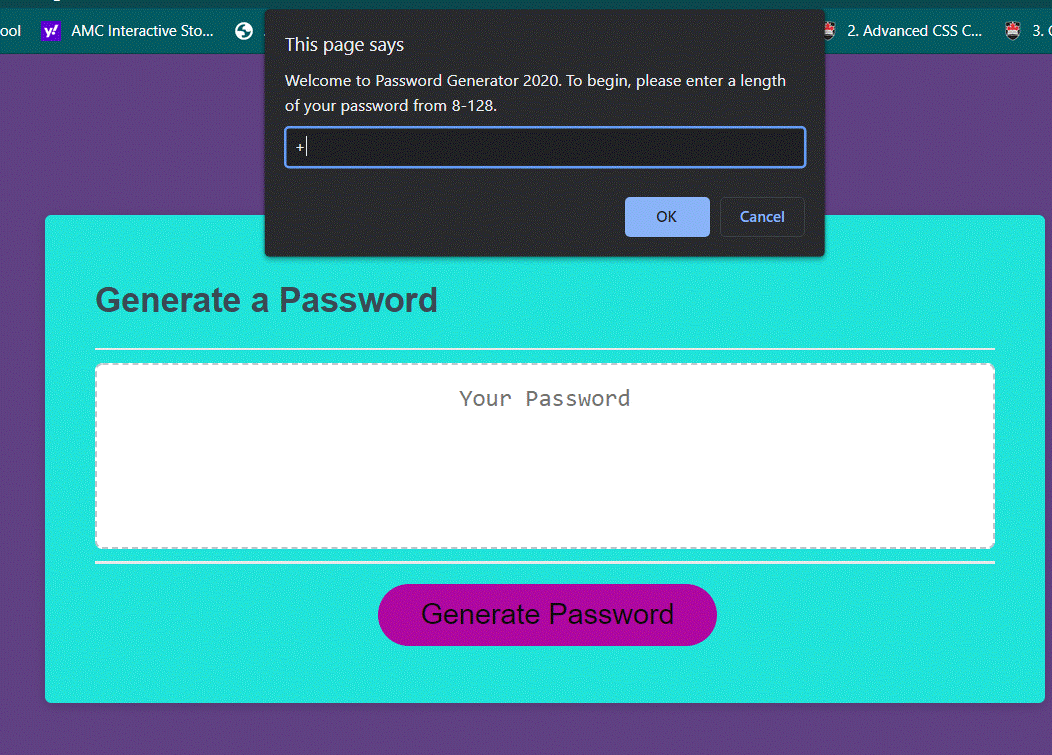 ool
y!
AMC Interactive Sto...
2. Advanced CSS C...
3.
This page says
Welcome to Password Generator 2020. To begin, please enter a length
of your password from 8-128.
+
OK
Cancel
Generate a Password
Your Password
Generate Password